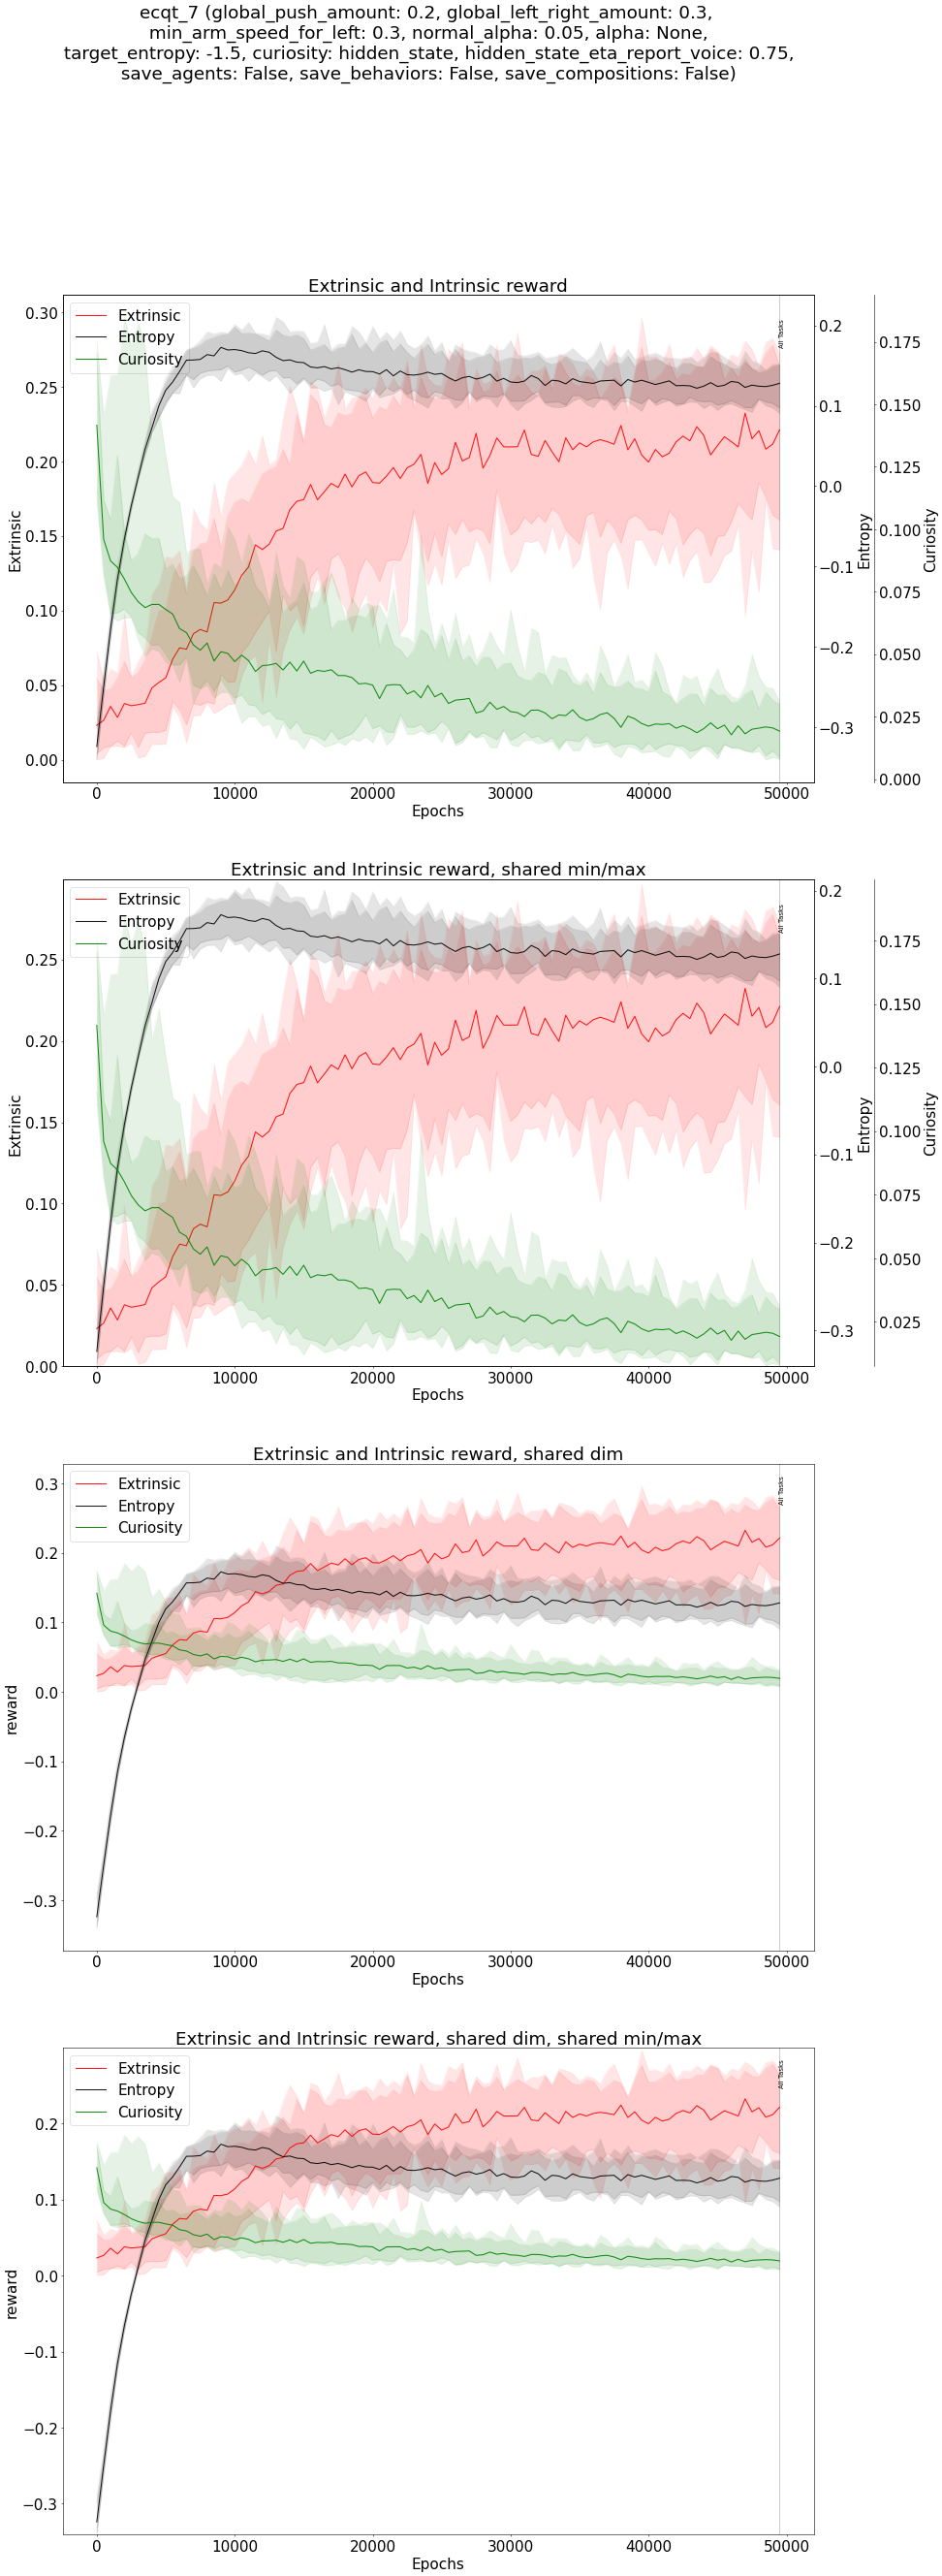 ecqt_7 (global_push_amount: 0.2, global_left_right_amount: 0.3,
min_arm_speed_for_left: 0.3, normal_alpha: 0.05, alpha: None,
target_entropy: -1.5, curiosity: hidden_state, hidden_state_eta_report_voice: 0.75,
save_agents: False, save_behaviors: False, save_compositions: False)
Extrinsic and Intrinsic reward
Extrinsic
Entropy
Curiosity
All Tasks
0.30
0.25
0.20
0.15
0.10
0.05
0.00
Extrinsic
0.2
0.1
0.0
−0.1
−0.2
−0.3
Entropy
0.175
0.150
0.125
0.100
0.075
0.050
0.025
0.000
Curiosity
0 10000 20000 30000 40000 50000
Epochs
Extrinsic and Intrinsic reward, shared min/max
Extrinsic
Entropy
Curiosity
All Tasks
0.25
0.20
0.15
0.10
0.05
0.00
Extrinsic
0.2
0.1
0.0
−0.1
−0.2
−0.3
Entropy
0.175
0.150
0.125
0.100
0.075
0.050
0.025
Curiosity
0 10000 20000 30000 40000 50000
Epochs
Extrinsic and Intrinsic reward, shared dim
Extrinsic
Entropy
Curiosity
All Tasks
0.3
0.2
0.1
0.0
−0.1
−0.2
−0.3
reward
0 10000 20000 30000 40000 50000
Epochs
Extrinsic and Intrinsic reward, shared dim, shared min/max
Extrinsic
Entropy
Curiosity
All Tasks
0.2
0.1
0.0
−0.1
−0.2
−0.3
reward
0 10000 20000 30000 40000 50000
Epochs